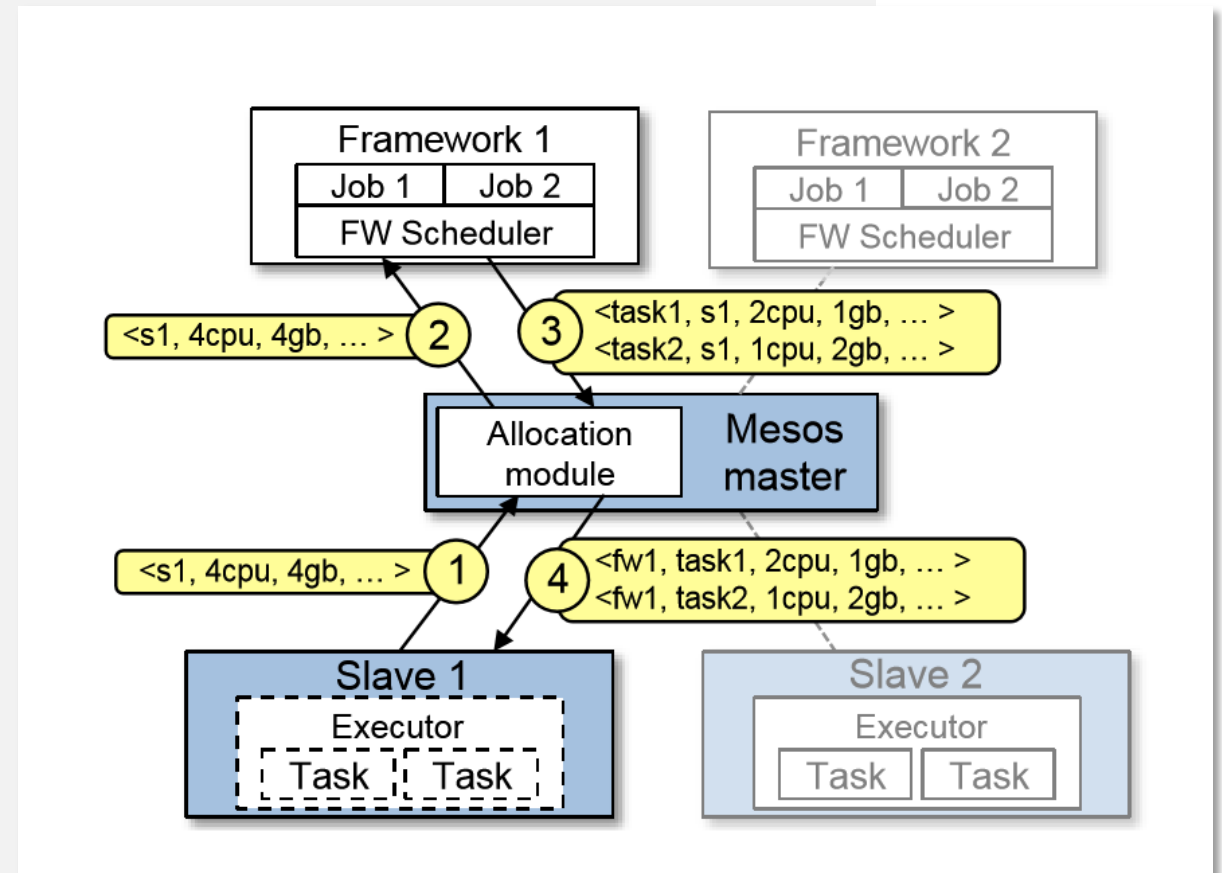 Framework 1
Job 1 Job 2
FW Scheduler
Framework 2
Job 1 Job 2
FW Scheduler
<s1, 4cpu, 4gb, … >
2
3
<task1, s1, 2cpu, 1gb, … >
<task2, s1, 1cpu, 2gb, … >
Allocation
module
Mesos
master
<s1, 4cpu, 4gb, … >
1
4
<fw1, task1, 2cpu, 1gb, … >
<fw1, task2, 1cpu, 2gb, … >
Slave 1
Executor
Task Task
Slave 2
Executor
Task Task